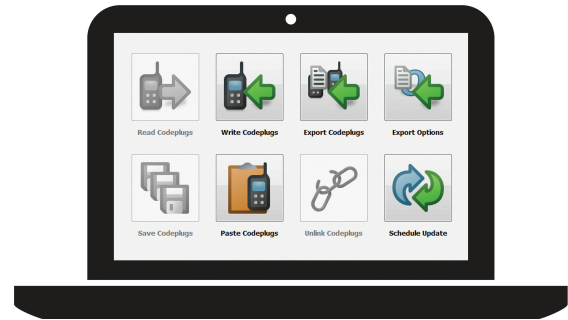 Read Codeplugs
Write Codeplugs
Export Codeplugs
Export Options
Save Codeplugs
Paste Codeplugs
Unlink Codeplugs
Schedule Update